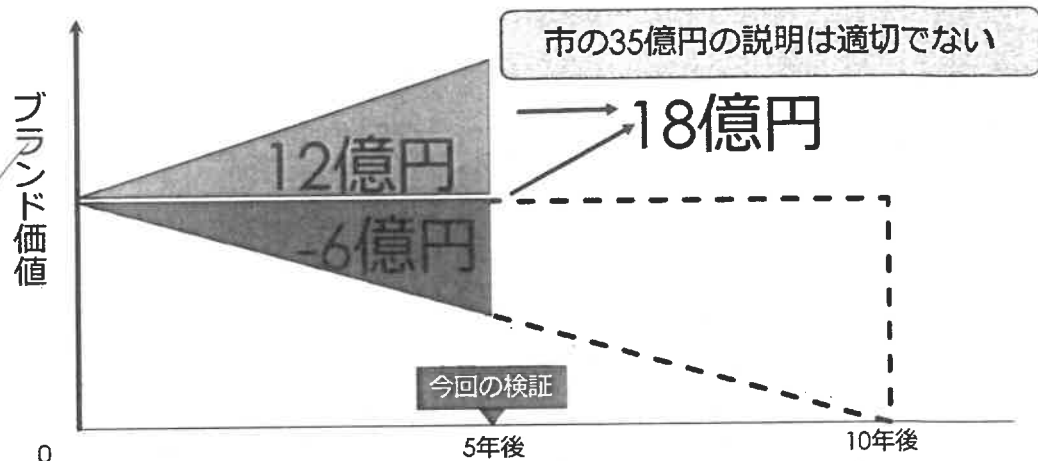 市の35億円の説明は適切でない
18億円
ブランド価値
12億円
-6億円
今回の検証
0
5年後
10年後